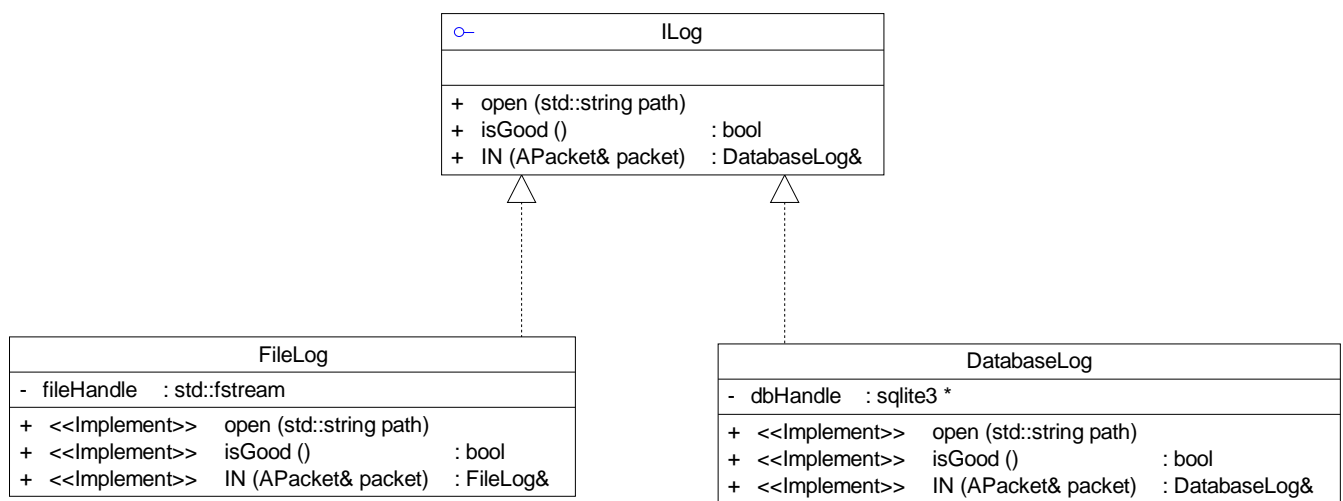 ILog
+ open (std::string path)
+ isGood () : bool
+ IN (APacket& packet) : DatabaseLog&
FileLog
- fileHandle : std::fstream
+ <<Implement>> open (std::string path)
+ <<Implement>> isGood () : bool
+ <<Implement>> IN (APacket& packet) : FileLog&
DatabaseLog
- dbHandle : sqlite3 *
+ <<Implement>> open (std::string path)
+ <<Implement>> isGood () : bool
+ <<Implement>> IN (APacket& packet) : DatabaseLog&